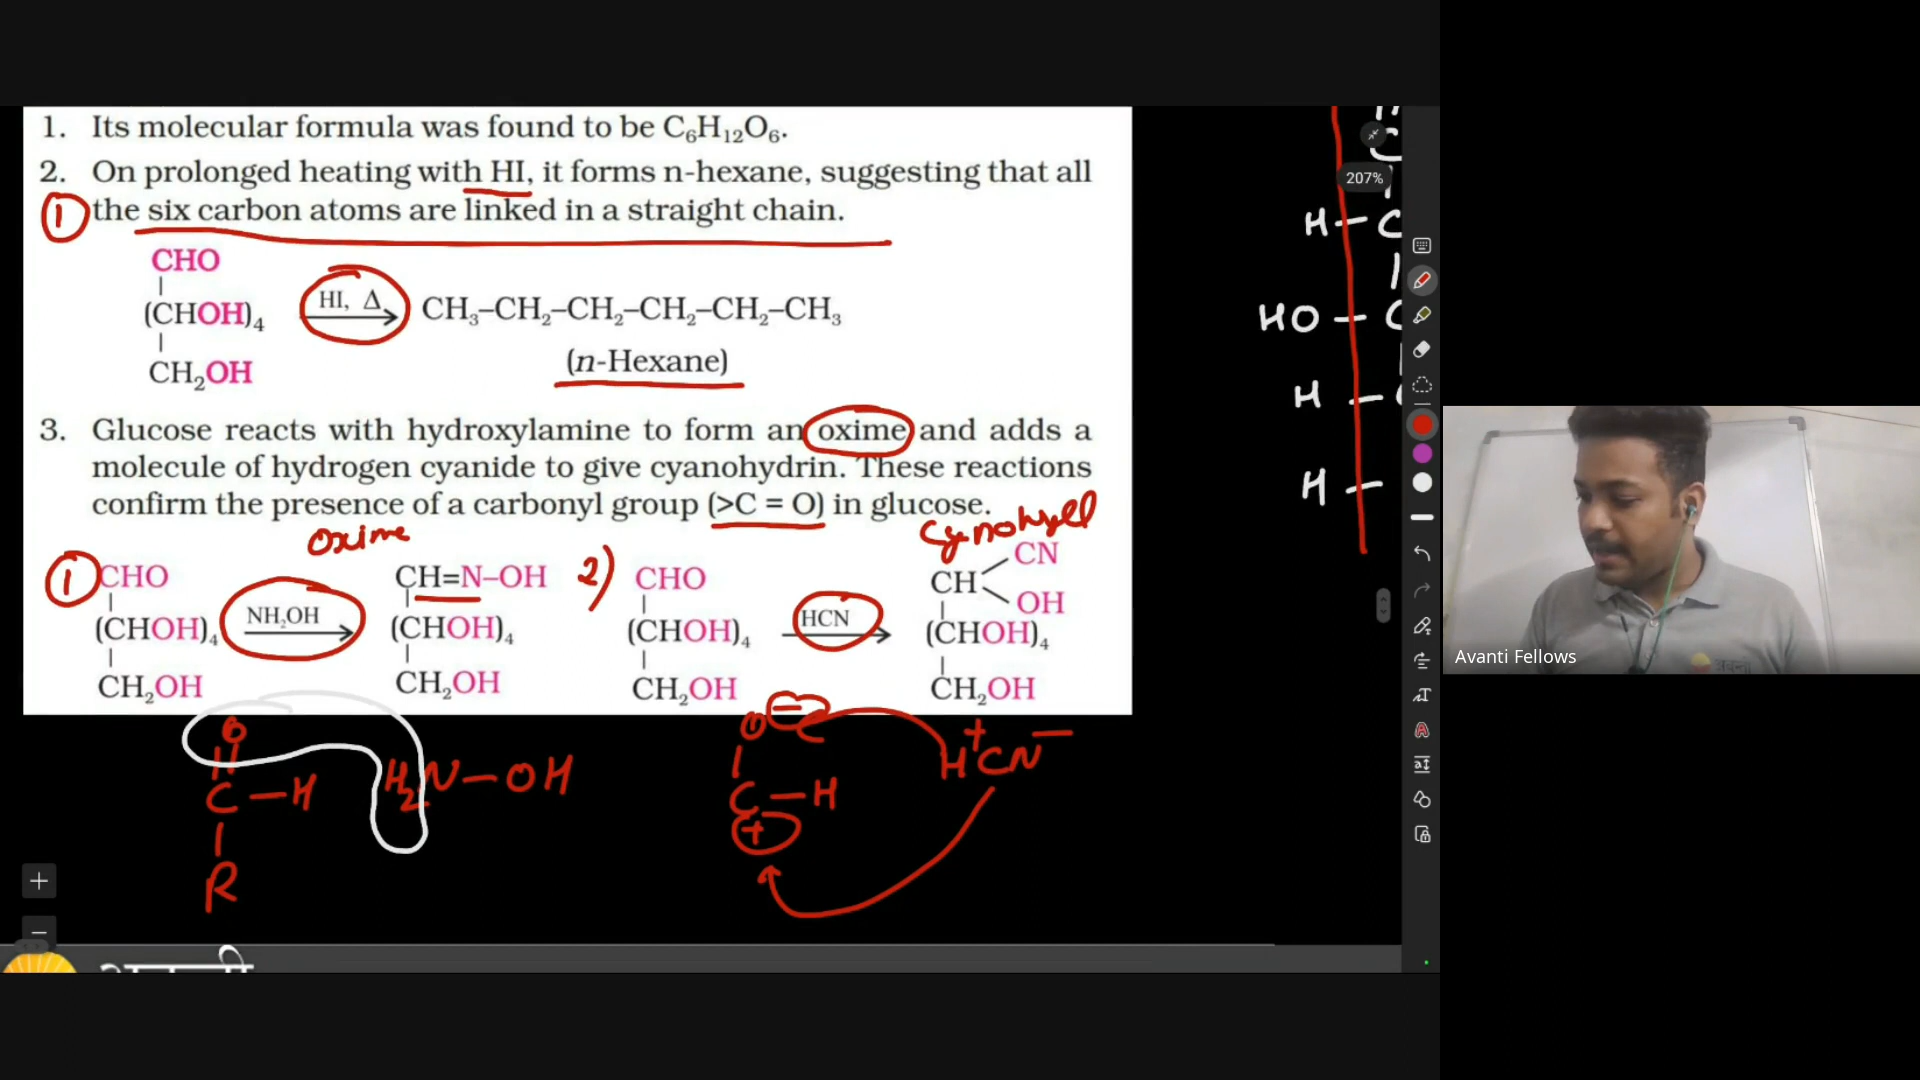 1. Its molecular formula was found to be C₆H₁₂O₆.
2. On prolonged heating with HI, it forms n-hexane, suggesting that all
① the six carbon atoms are linked in a straight chain.
CHO
(CHOH)₄
CH₂OH
HI, Δ
CH₃–CH₂–CH₂–CH₂–CH₂–CH₃
(n-Hexane)
3. Glucose reacts with hydroxylamine to form an oxime and adds a
molecule of hydrogen cyanide to give cyanohydrin. These reactions
confirm the presence of a carbonyl group (>C = O) in glucose.
Oxime
①
CHO
(CHOH)₄
CH₂OH
NH₂OH
CH=N–OH
(CHOH)₄
CH₂OH
2)
CHO
(CHOH)₄
CH₂OH
HCN
CH
CN
OH
(CHOH)₄
CH₂OH
O
C – H
R
H₂N – OH
O −
C – H
+
H⁺CN⁻
H – C
HO – C
H –
H –
207%
Avanti Fellows